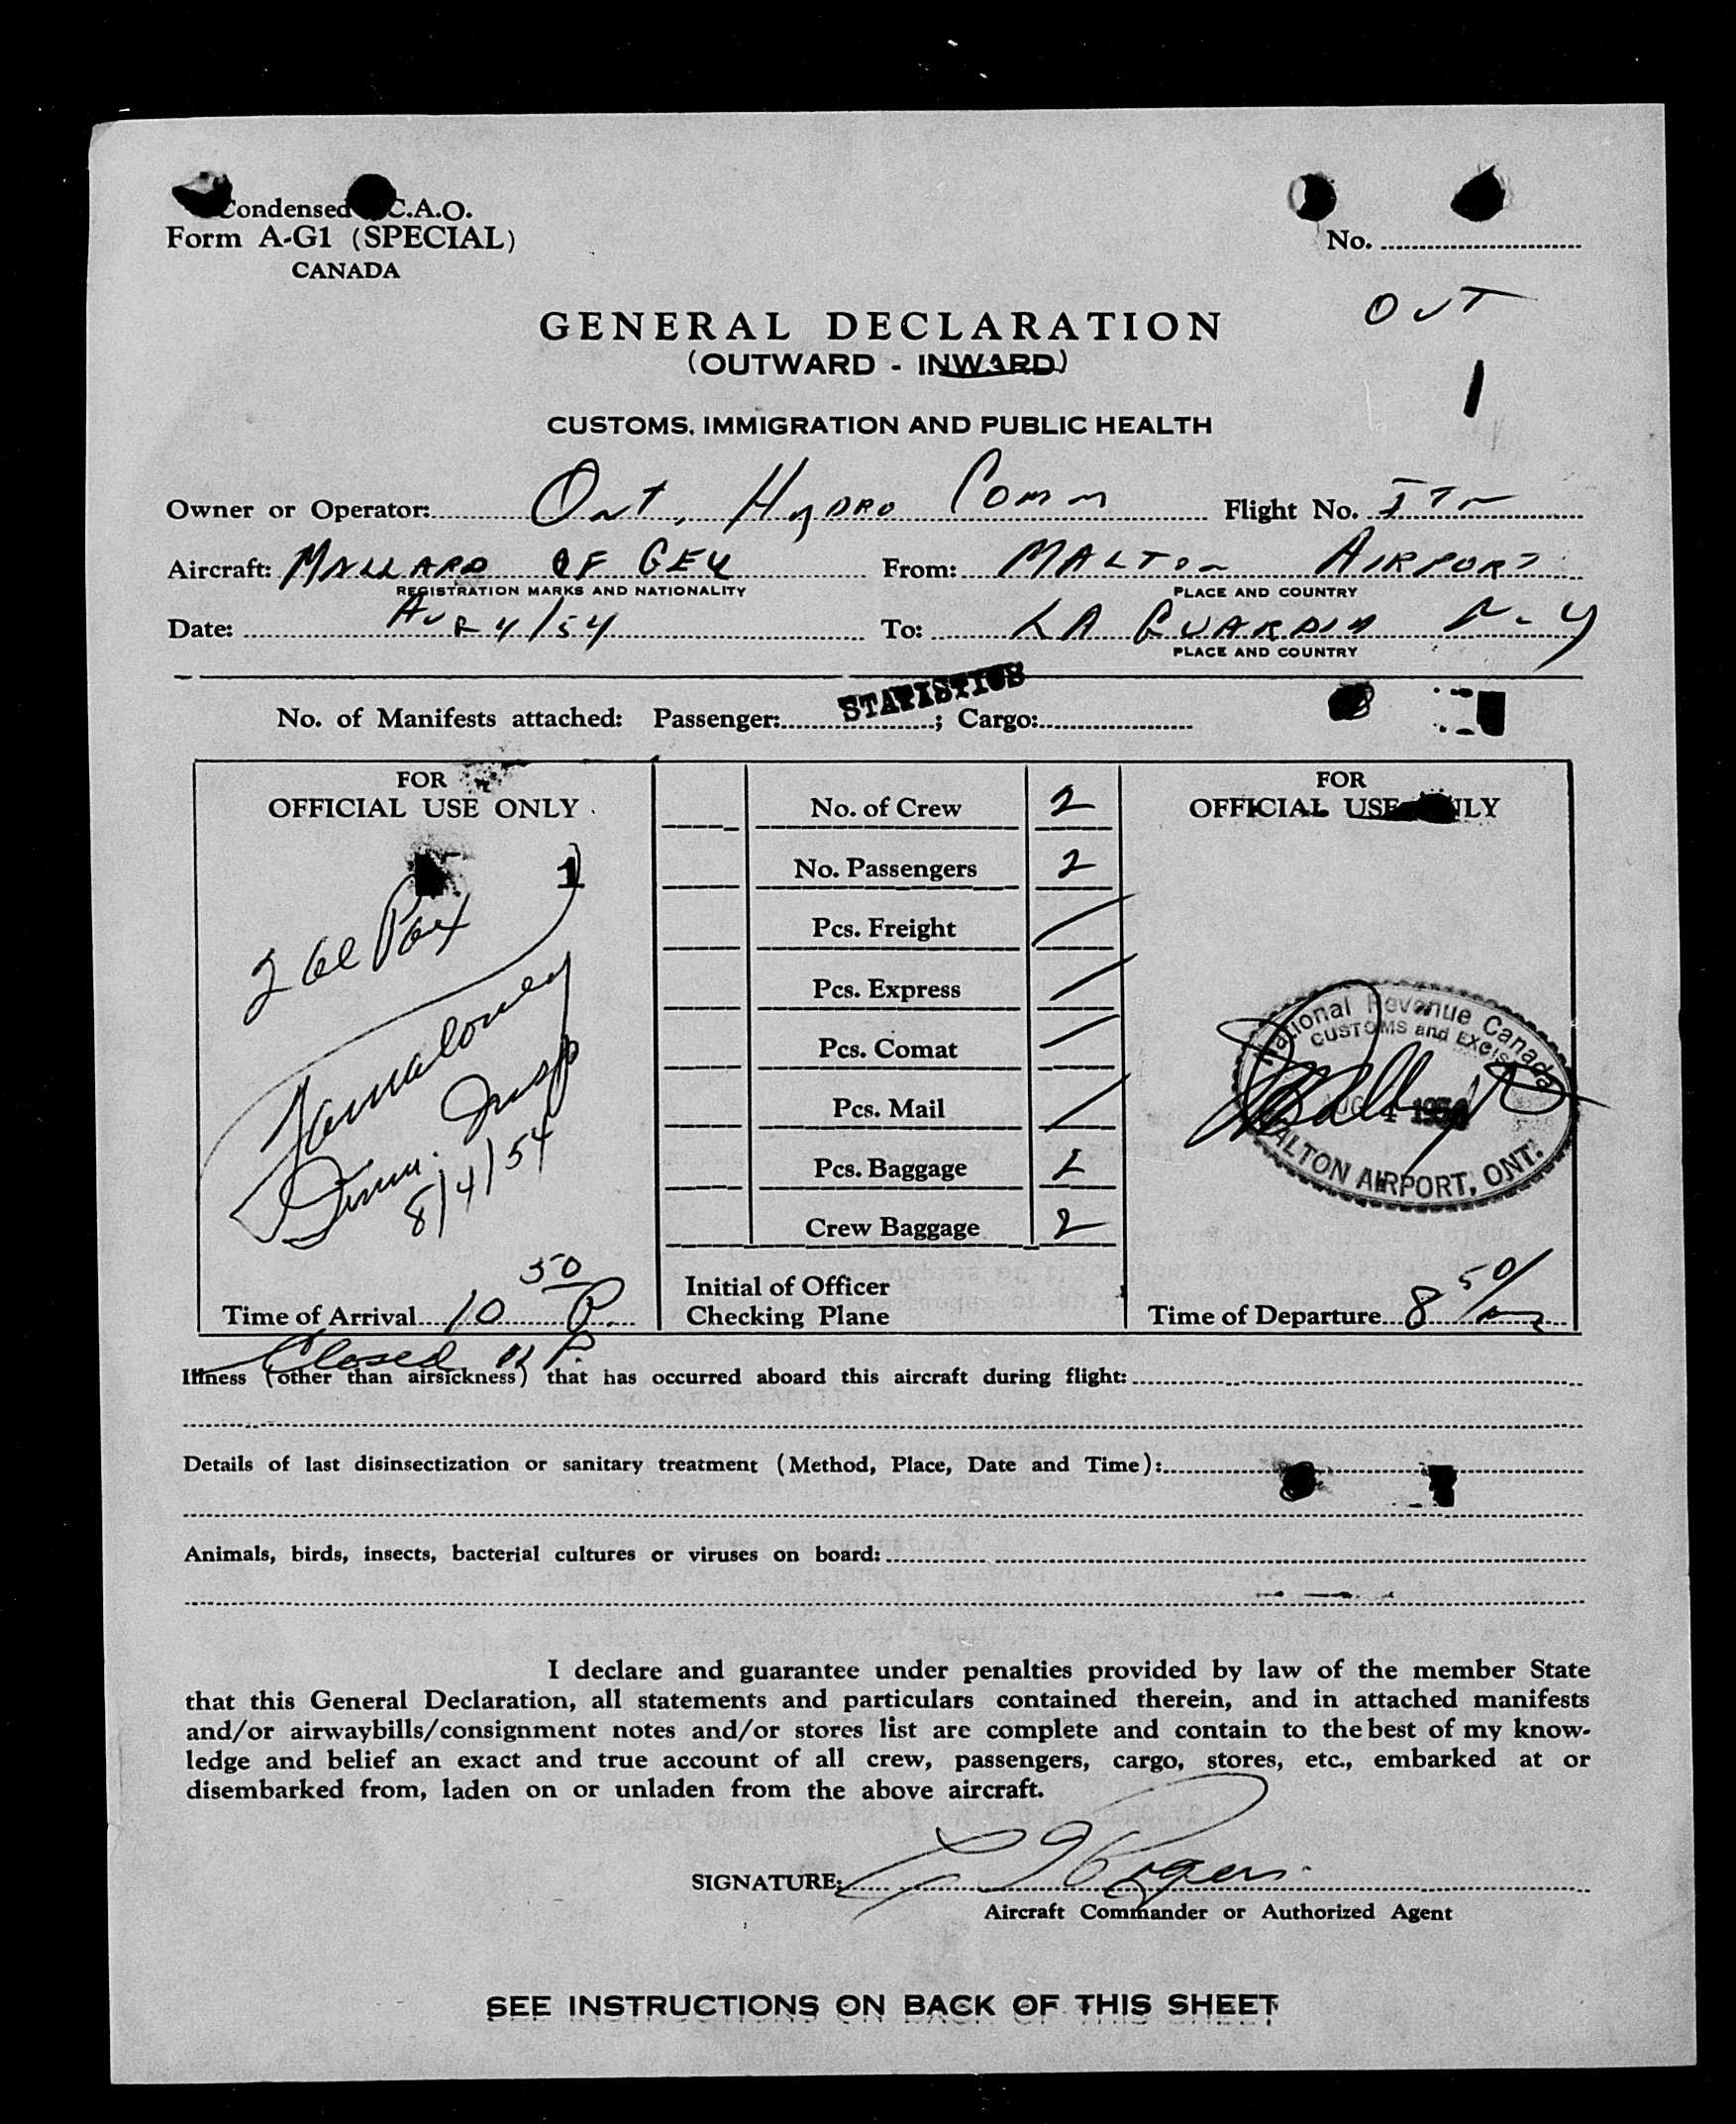 Condensed C.A.O.
Form A-G1 (SPECIAL)
CANADA
No.
OUT
1
GENERAL DECLARATION
(OUTWARD - INWARD)
CUSTOMS, IMMIGRATION AND PUBLIC HEALTH
Owner or Operator: Ont. Hydro Comm Flight No.
Aircraft: MALLARD CF GEU From: MALTON AIRPORT
REGISTRATION MARKS AND NATIONALITY PLACE AND COUNTRY
Date: Aug 4/54 To: LA GUARDIA N.Y
PLACE AND COUNTRY
STATISTICS
No. of Manifests attached: Passenger: ; Cargo:
FOR
OFFICIAL USE ONLY
1
2 Pax
Insp
Imm.
8/4/54
Time of Arrival 10 50 P.
No. of Crew 2
No. Passengers 2
Pcs. Freight
Pcs. Express
Pcs. Comat
Pcs. Mail
Pcs. Baggage
Crew Baggage 2
Initial of Officer
Checking Plane
FOR
OFFICIAL USE ONLY
National Revenue Canada
CUSTOMS and EXCISE
AUG 4 1954
MALTON AIRPORT, ONT.
Time of Departure 8 50
Closed
Illness (other than airsickness) that has occurred aboard this aircraft during flight:
Details of last disinsectization or sanitary treatment (Method, Place, Date and Time):
Animals, birds, insects, bacterial cultures or viruses on board:
I declare and guarantee under penalties provided by law of the member State
that this General Declaration, all statements and particulars contained therein, and in attached manifests
and/or airwaybills/consignment notes and/or stores list are complete and contain to the best of my know-
ledge and belief an exact and true account of all crew, passengers, cargo, stores, etc., embarked at or
disembarked from, laden on or unladen from the above aircraft.
SIGNATURE: Rogers
Aircraft Commander or Authorized Agent
SEE INSTRUCTIONS ON BACK OF THIS SHEET